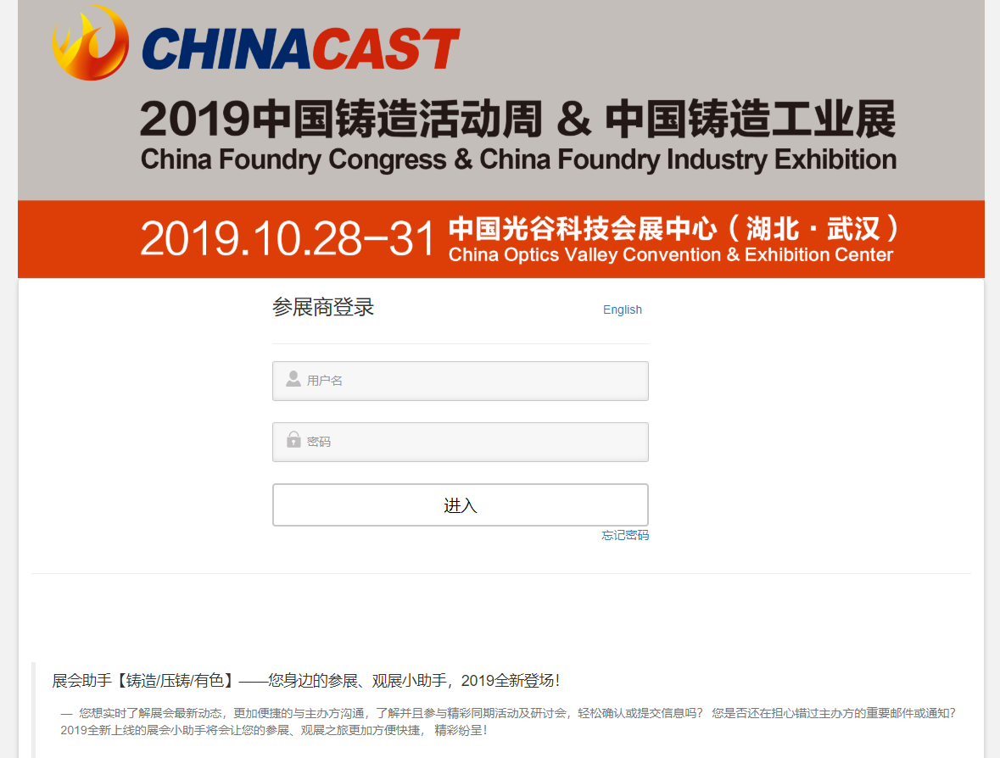 CHINACAST
2019中国铸造活动周 & 中国铸造工业展
China Foundry Congress & China Foundry Industry Exhibition
2019.10.28-31
中国光谷科技会展中心（湖北·武汉）
China Optics Valley Convention & Exhibition Center
参展商登录
English
用户名
密码
进入
忘记密码
展会助手【铸造/压铸/有色】——您身边的参展、观展小助手，2019全新登场！
— 您想实时了解展会最新动态，更加便捷的与主办方沟通，了解并且参与精彩同期活动及研讨会，轻松确认或提交信息吗？ 您是否还在担心错过主办方的重要邮件或通知？
2019全新上线的展会小助手将会让您的参展、观展之旅更加方便快捷， 精彩纷呈！